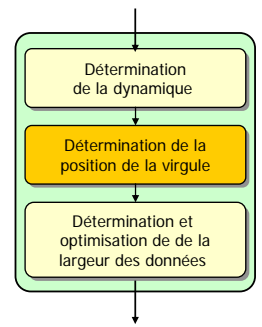 Détermination
de la dynamique
Détermination de la
position de la virgule
Détermination et
optimisation de de la
largeur des données